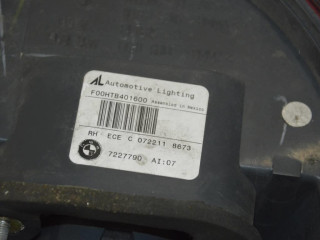 AL Automotive Lighting
F00HTB401600 Assembled in Mexico
RH ECE C 072211 8673
7227790 AI:07